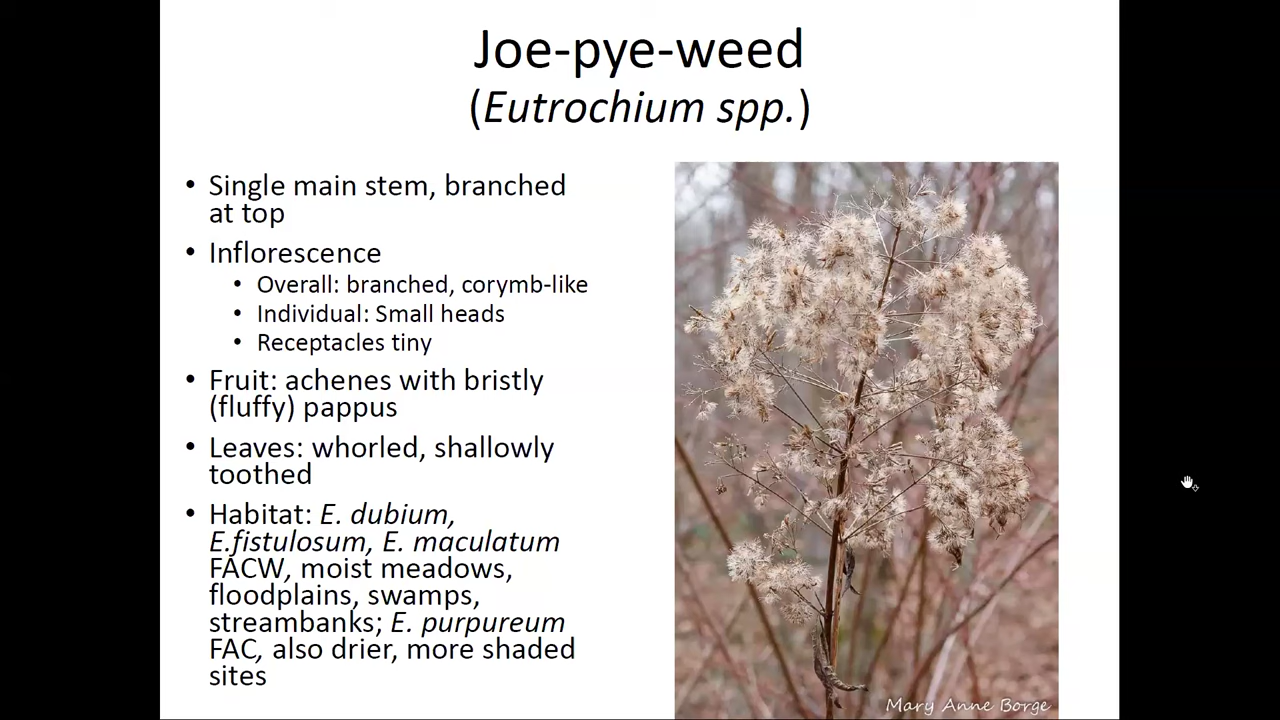 Joe-pye-weed
(Eutrochium spp.)
• Single main stem, branched
at top
• Inflorescence
• Overall: branched, corymb-like
• Individual: Small heads
• Receptacles tiny
• Fruit: achenes with bristly
(fluffy) pappus
• Leaves: whorled, shallowly
toothed
• Habitat: E. dubium,
E.fistulosum, E. maculatum
FACW, moist meadows,
floodplains, swamps,
streambanks; E. purpureum
FAC, also drier, more shaded
sites
Mary Anne Borge